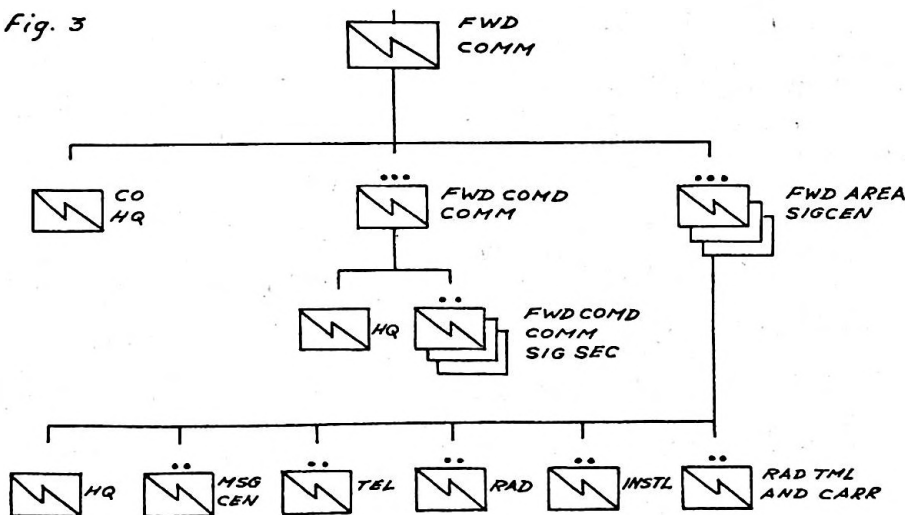 Fig. 3
FWD
COMM
CO
HQ
FWD COMD
COMM
FWD AREA
SIGCEN
HQ
FWD COMD
COMM
SIG SEC
HQ
MSG
CEN
TEL
RAD
INSTL
RAD TML
AND CARR